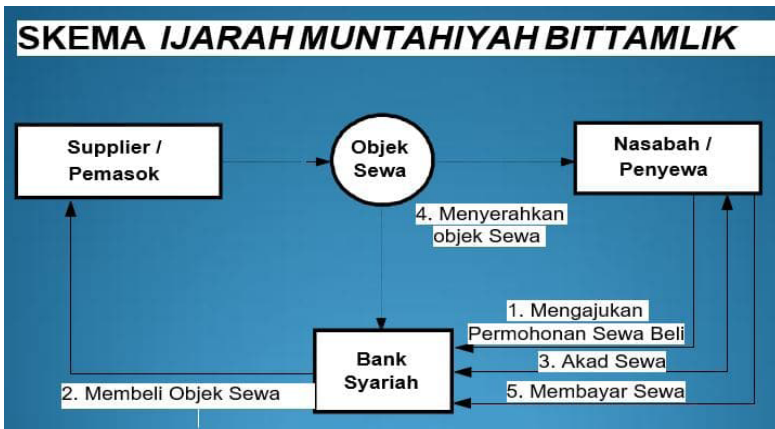 SKEMA IJARAH MUNTAHIYAH BITTAMLIK
Supplier /
Pemasok
Objek
Sewa
Nasabah /
Penyewa
4. Menyerahkan
objek Sewa
1. Mengajukan
Permohonan Sewa Beli
3. Akad Sewa
5. Membayar Sewa
Bank
Syariah
2. Membeli Objek Sewa